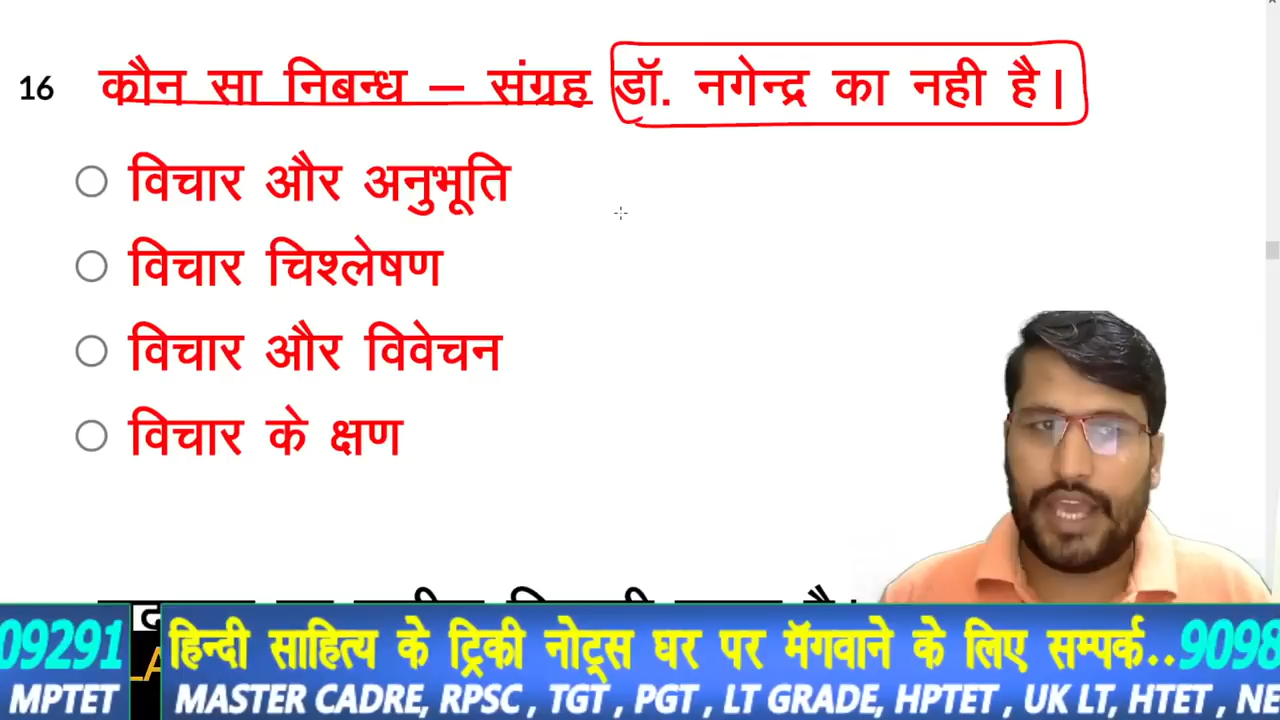 16 कौन सा निबन्ध – संग्रह डॉ. नगेन्द्र का नही है।
विचार और अनुभूति
विचार चिश्लेषण
विचार और विवेचन
विचार के क्षण
09291 हिन्दी साहित्य के ट्रिकी नोट्स घर पर मॅगवाने के लिए सम्पर्क..9098
MPTET MASTER CADRE, RPSC , TGT , PGT , LT GRADE, HPTET , UK LT, HTET , NE